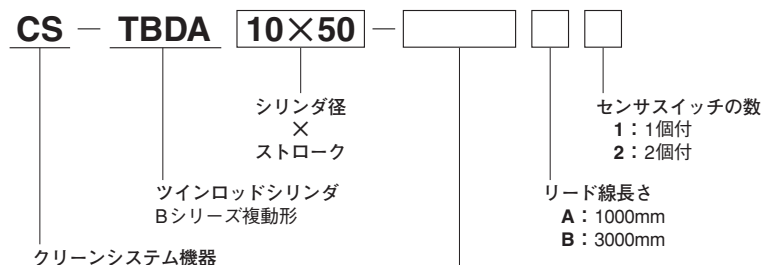 CS － TBDA 10×50 －
シリンダ径
×
ストローク
センサスイッチの数
1：1個付
2：2個付
ツインロッドシリンダ
Bシリーズ複動形
リード線長さ
A：1000mm
B：3000mm
クリーンシステム機器